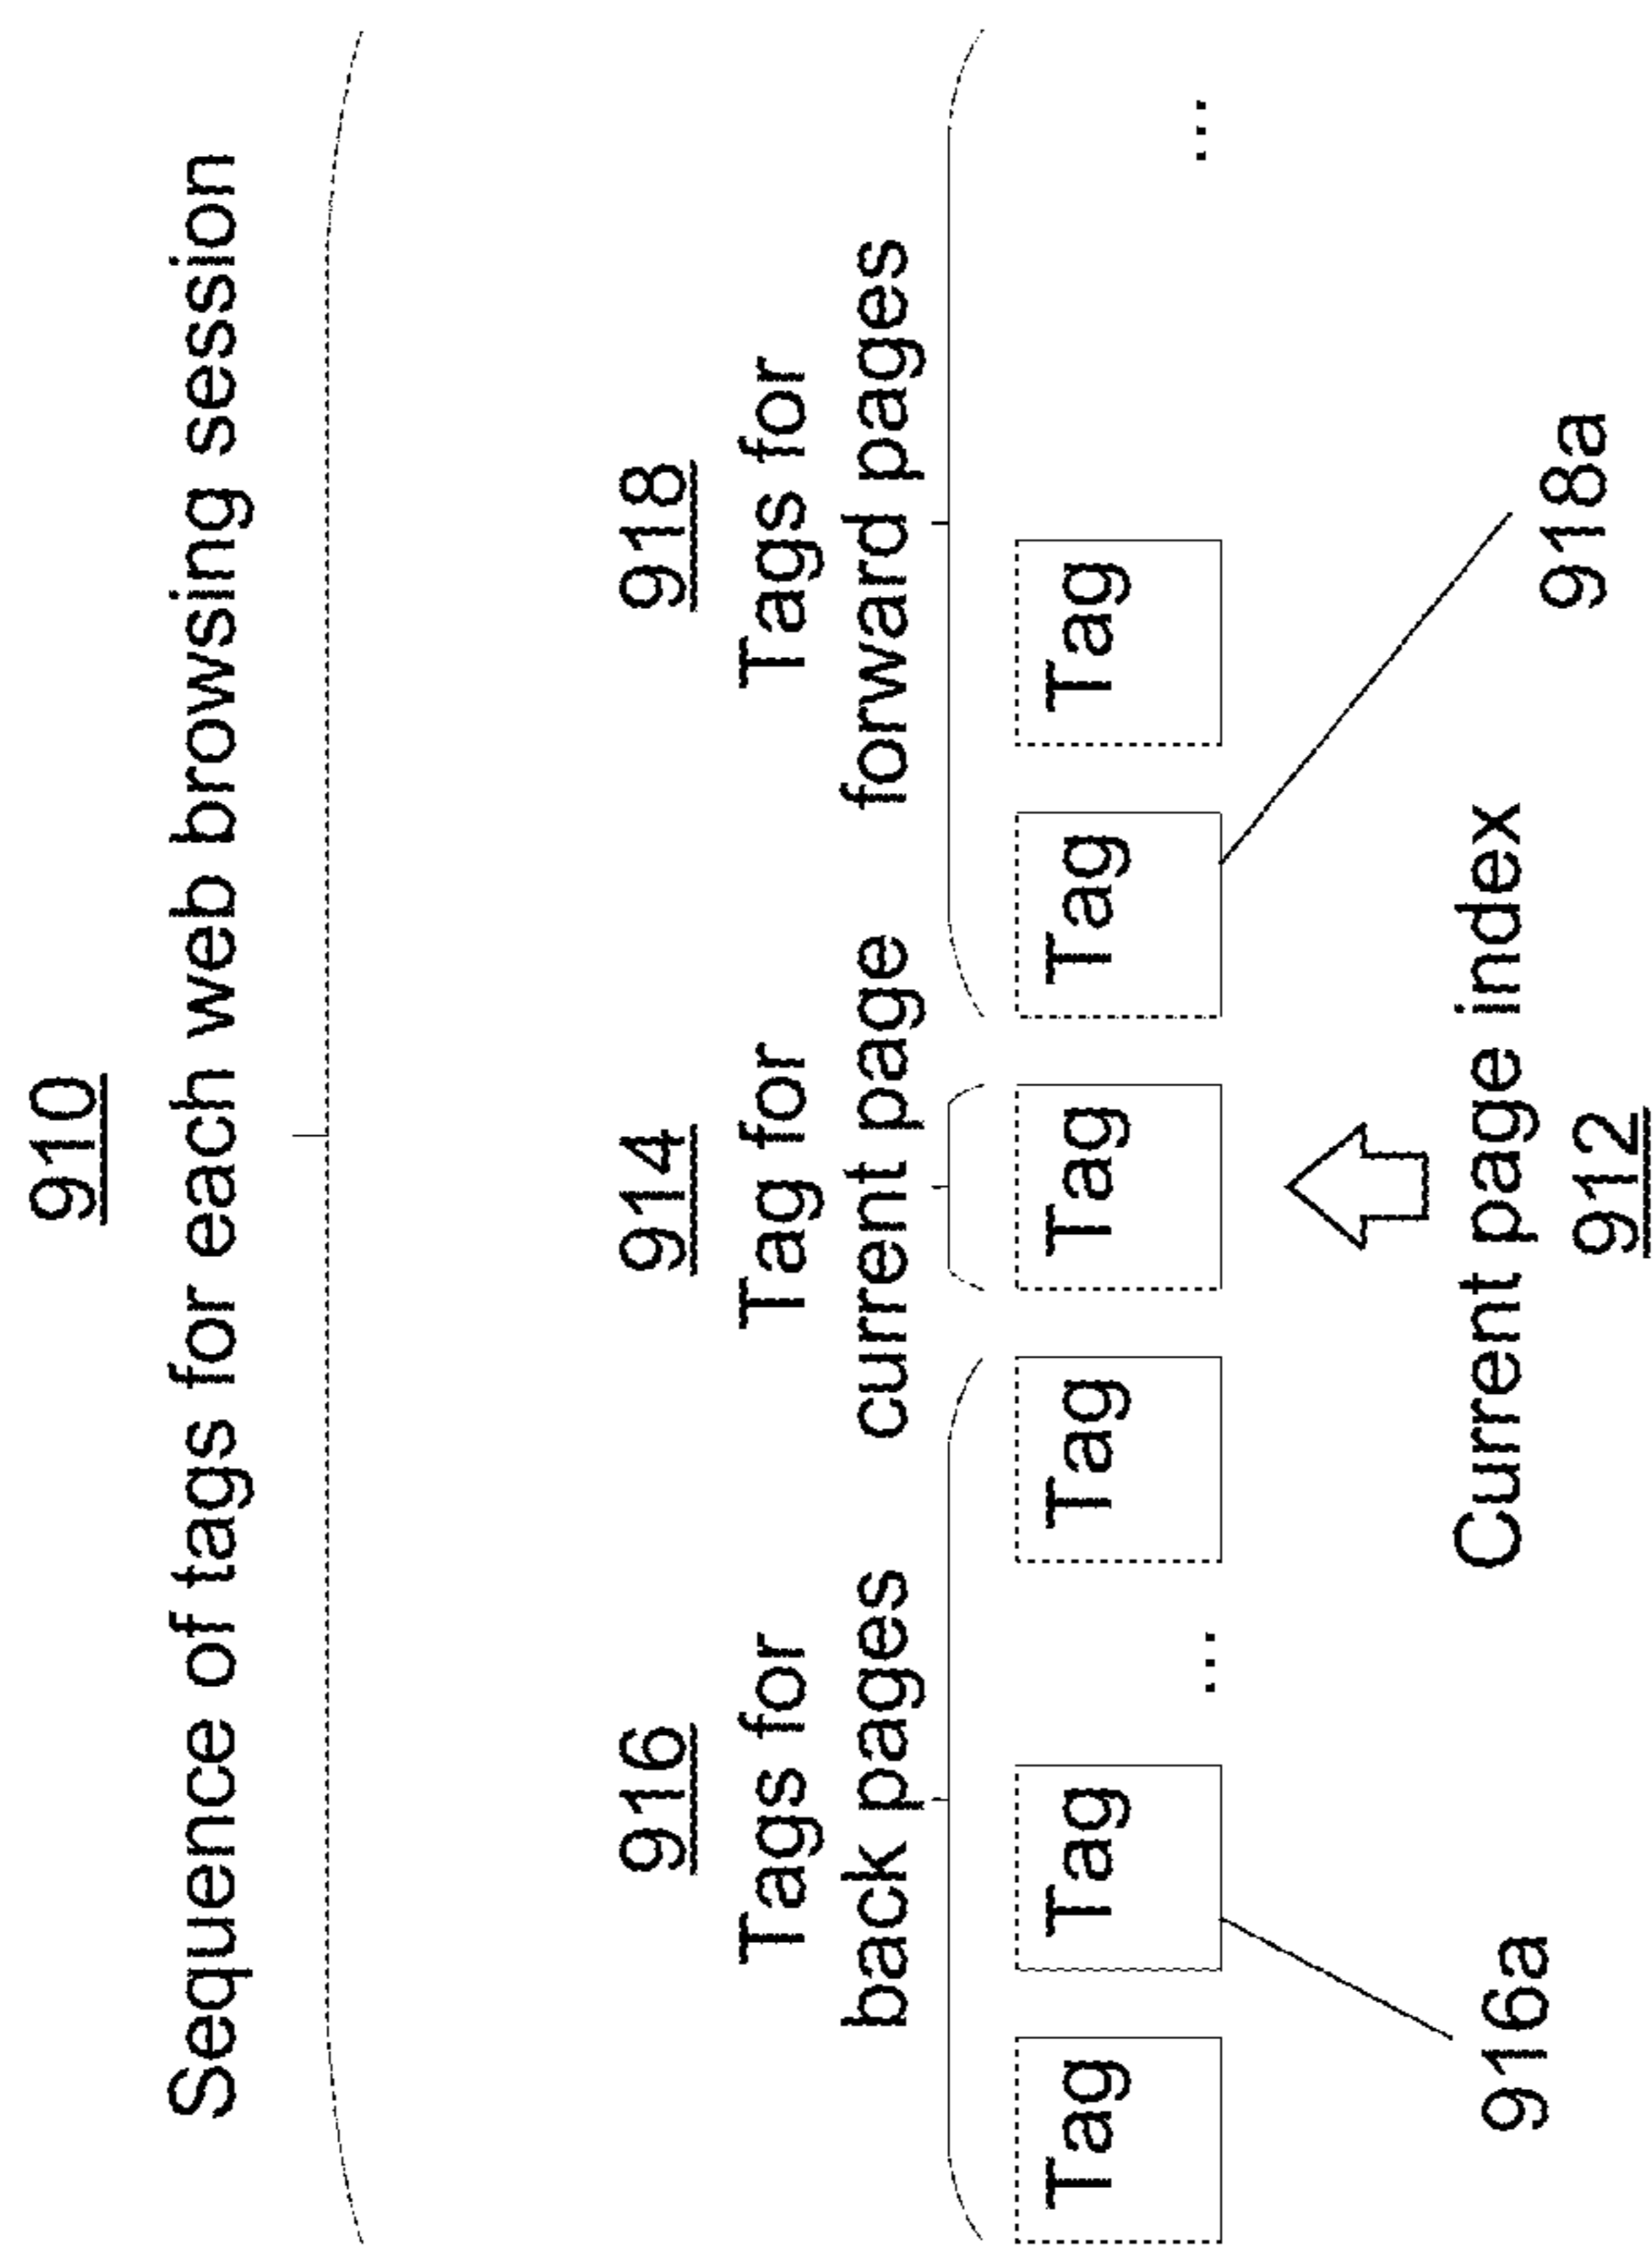 910
Sequence of tags for each web browsing session
916 914 918
Tags for Tag for Tags for
back pages current page forward pages
Tag Tag ... Tag Tag Tag Tag ...
916a Current page index 918a
912